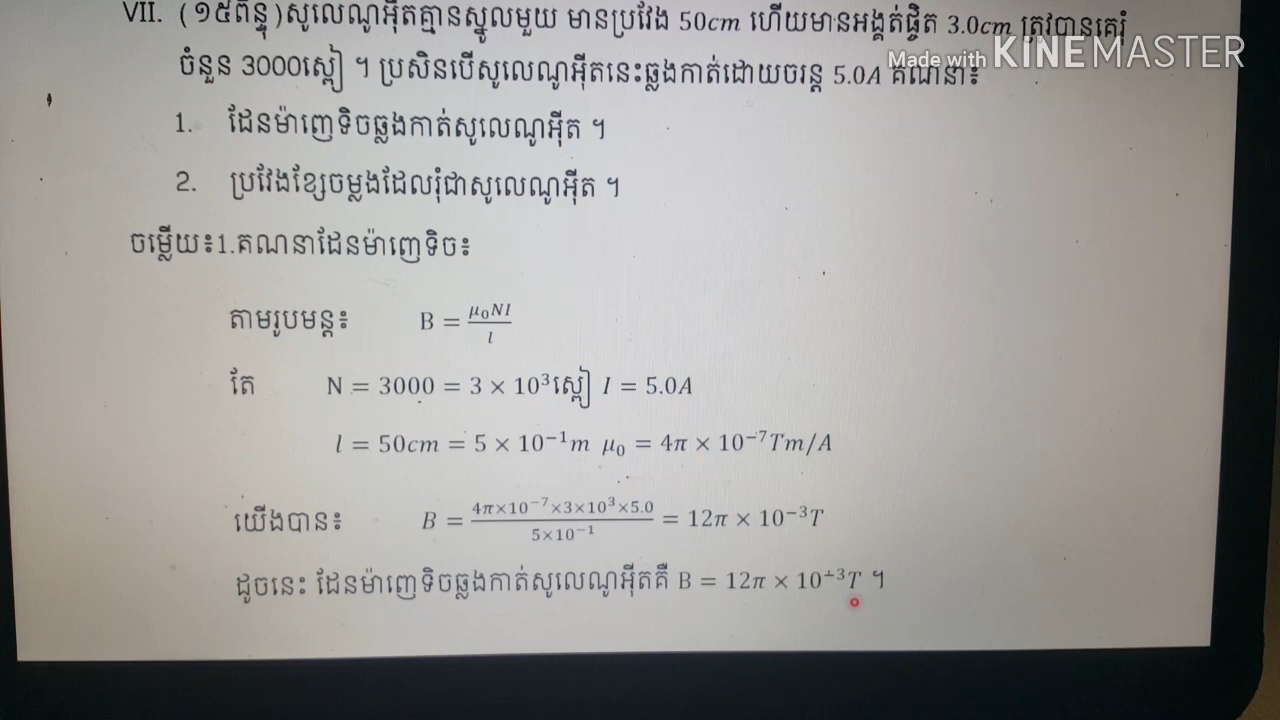 VII. (១៥ពិន្ទុ)សូលេណូអ៊ីតគ្មានស្នូលមួយ មានប្រវែង 50cm ហើយមានអង្កត់ផ្ចិត 3.0cm ត្រូវបានគេរុំ
Made with KINEMASTER
ចំនួន 3000ស្ពៀ ។ ប្រសិនបើសូលេណូអ៊ីតនេះឆ្លងកាត់ដោយចរន្ត 5.0A គណនា៖
1. ដែនម៉ាញេទិចឆ្លងកាត់សូលេណូអ៊ីត ។
2. ប្រវែងខ្សែចម្លងដែលរុំជាសូលេណូអ៊ីត ។
ចម្លើយ៖1.គណនាដែនម៉ាញេទិច៖
តាមរូបមន្ត៖ B = μ₀NI/l
តែ N = 3000 = 3 × 10³ស្ពៀ I = 5.0A
l = 50cm = 5 × 10⁻¹m μ₀ = 4π × 10⁻⁷Tm/A
យើងបាន៖ B = 4π×10⁻⁷×3×10³×5.0/5×10⁻¹ = 12π × 10⁻³T
ដូចនេះ ដែនម៉ាញេទិចឆ្លងកាត់សូលេណូអ៊ីតគឺ B = 12π × 10⁻³T ។